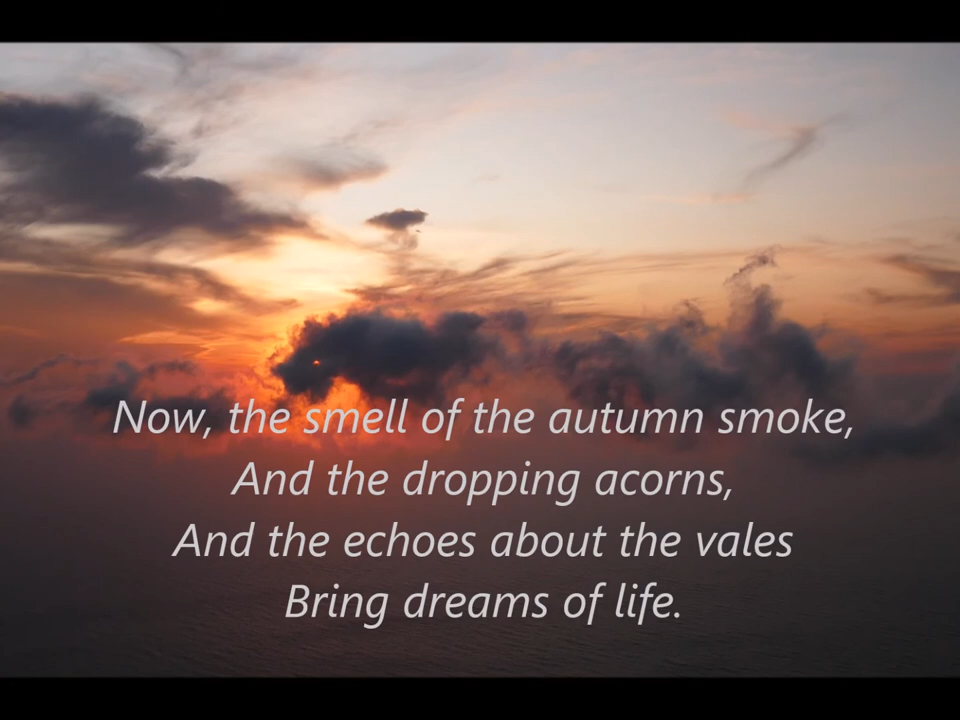 Now, the smell of the autumn smoke,
And the dropping acorns,
And the echoes about the vales
Bring dreams of life.